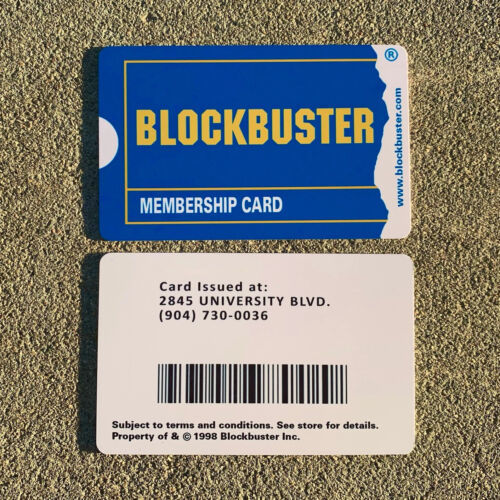 ®
BLOCKBUSTER
www.blockbuster.com
MEMBERSHIP CARD
Card Issued at:
2845 UNIVERSITY BLVD.
(904) 730-0036
Subject to terms and conditions. See store for details.
Property of & © 1998 Blockbuster Inc.